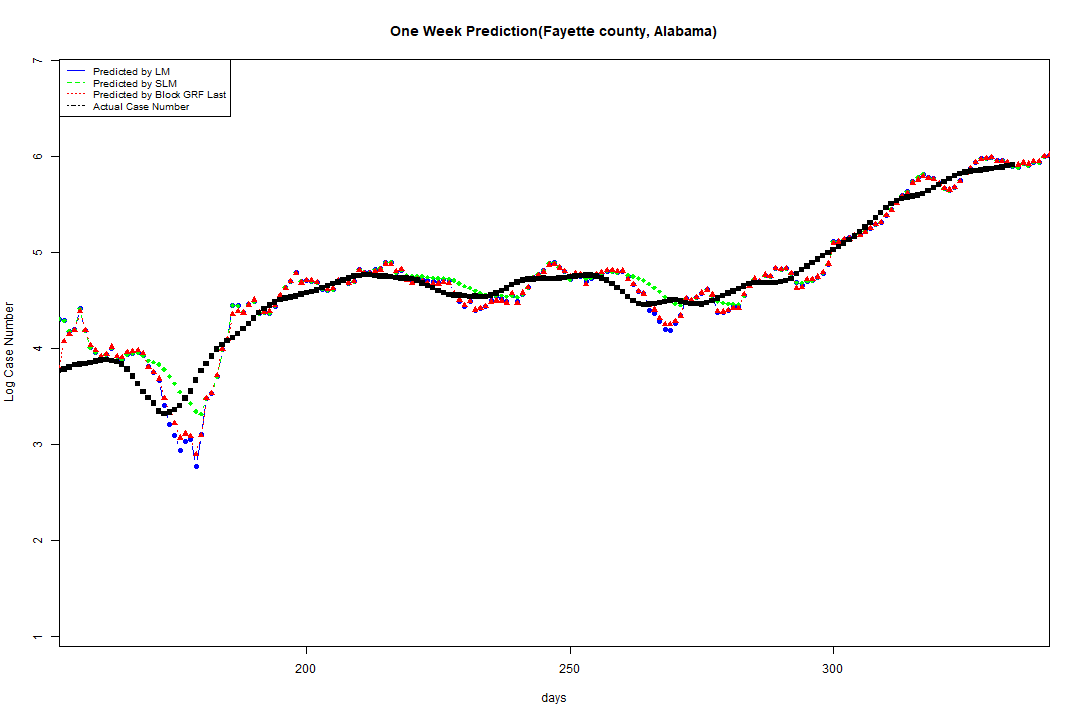 One Week Prediction(Fayette county, Alabama)
7
Predicted by LM
Predicted by SLM
Predicted by Block GRF Last
Actual Case Number
6
5
4
3
2
1
Log Case Number
200 250 300
days